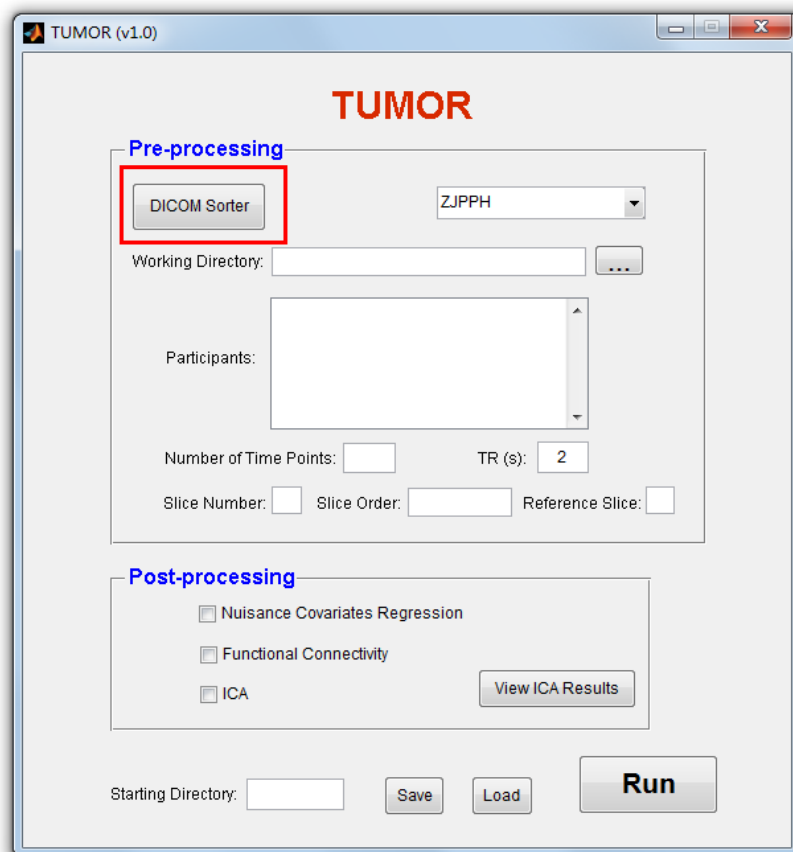 TUMOR (v1.0)
TUMOR
Pre-processing
DICOM Sorter
ZJPPH
Working Directory:
...
Participants:
Number of Time Points:
TR (s): 2
Slice Number:
Slice Order:
Reference Slice:
Post-processing
Nuisance Covariates Regression
Functional Connectivity
ICA
View ICA Results
Starting Directory:
Save
Load
Run